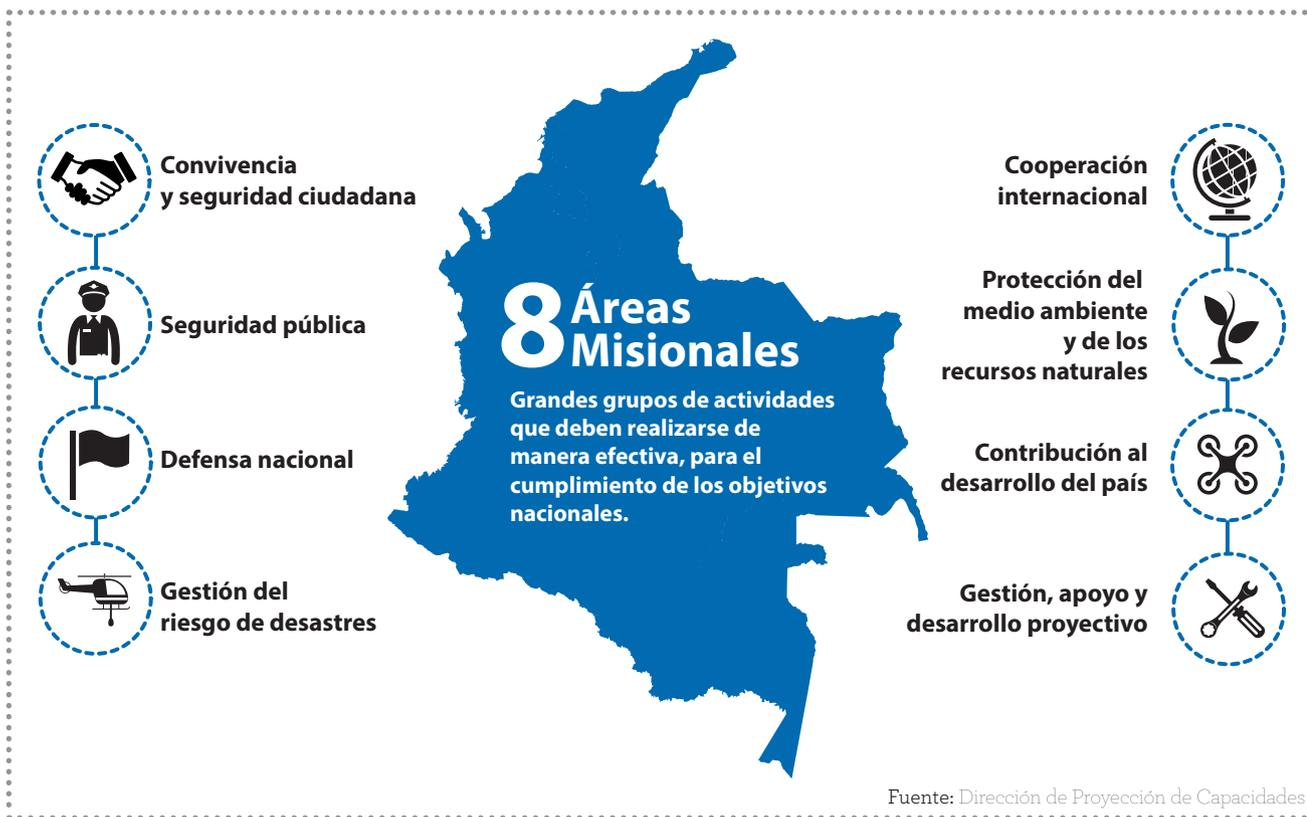 Convivencia
y seguridad ciudadana
Seguridad pública
Defensa nacional
Gestión del
riesgo de desastres
8 Áreas
Misionales
Grandes grupos de actividades
que deben realizarse de
manera efectiva, para el
cumplimiento de los objetivos
nacionales.
Cooperación
internacional
Protección del
medio ambiente
y de los
recursos naturales
Contribución al
desarrollo del país
Gestión, apoyo y
desarrollo proyectivo
Fuente: Dirección de Proyección de Capacidades